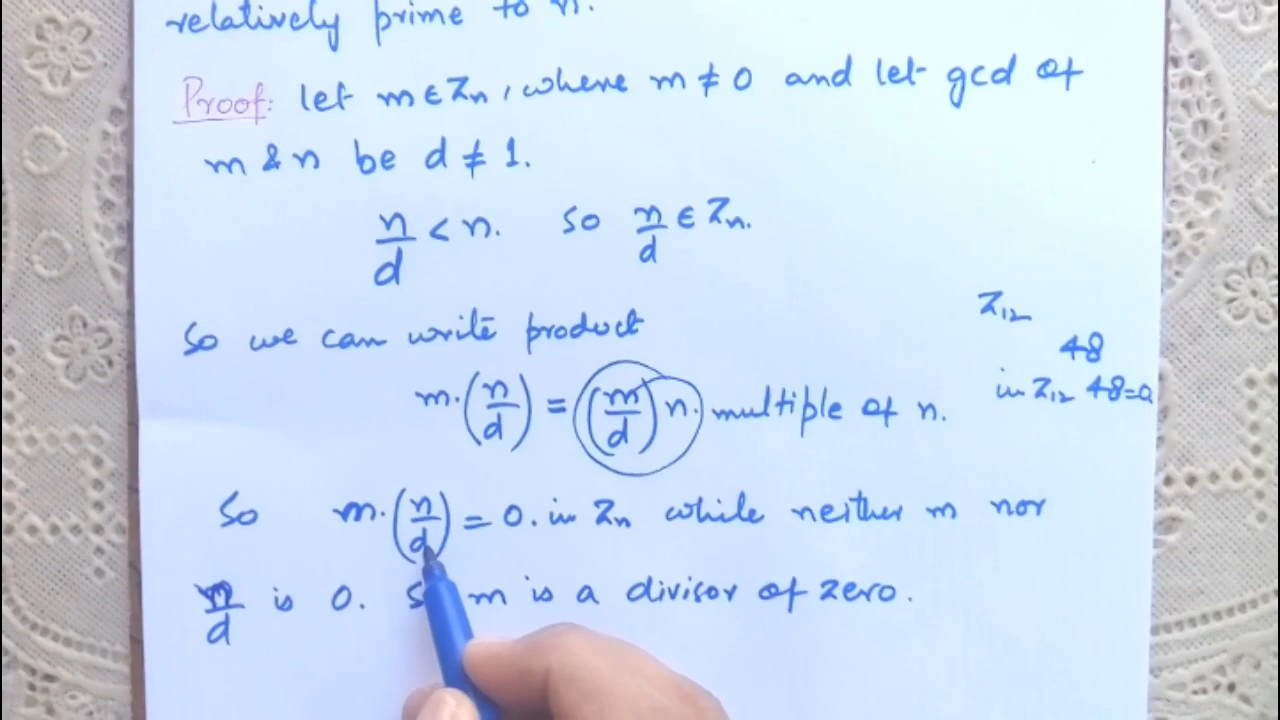 relatively prime to n.
Proof: let m ∈ Zn, where m ≠ 0 and let gcd of
m & n be d ≠ 1.
n/d < n. so n/d ∈ Zn.
So we can write product
Z12
48
in Z12 48=0
m.(n/d) = (m/d) n. multiple of n.
So m.(n/d) = 0. in Zn while neither m nor
n/d is 0. So m is a divisor of zero.